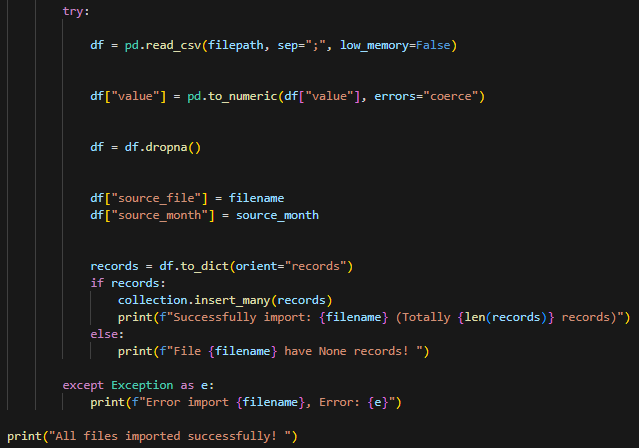 try:
df = pd.read_csv(filepath, sep=";", low_memory=False)
df["value"] = pd.to_numeric(df["value"], errors="coerce")
df = df.dropna()
df["source_file"] = filename
df["source_month"] = source_month
records = df.to_dict(orient="records")
if records:
collection.insert_many(records)
print(f"Successfully import: {filename} (Totally {len(records)} records)")
else:
print(f"File {filename} have None records! ")
except Exception as e:
print(f"Error import {filename}, Error: {e}")
print("All files imported successfully! ")